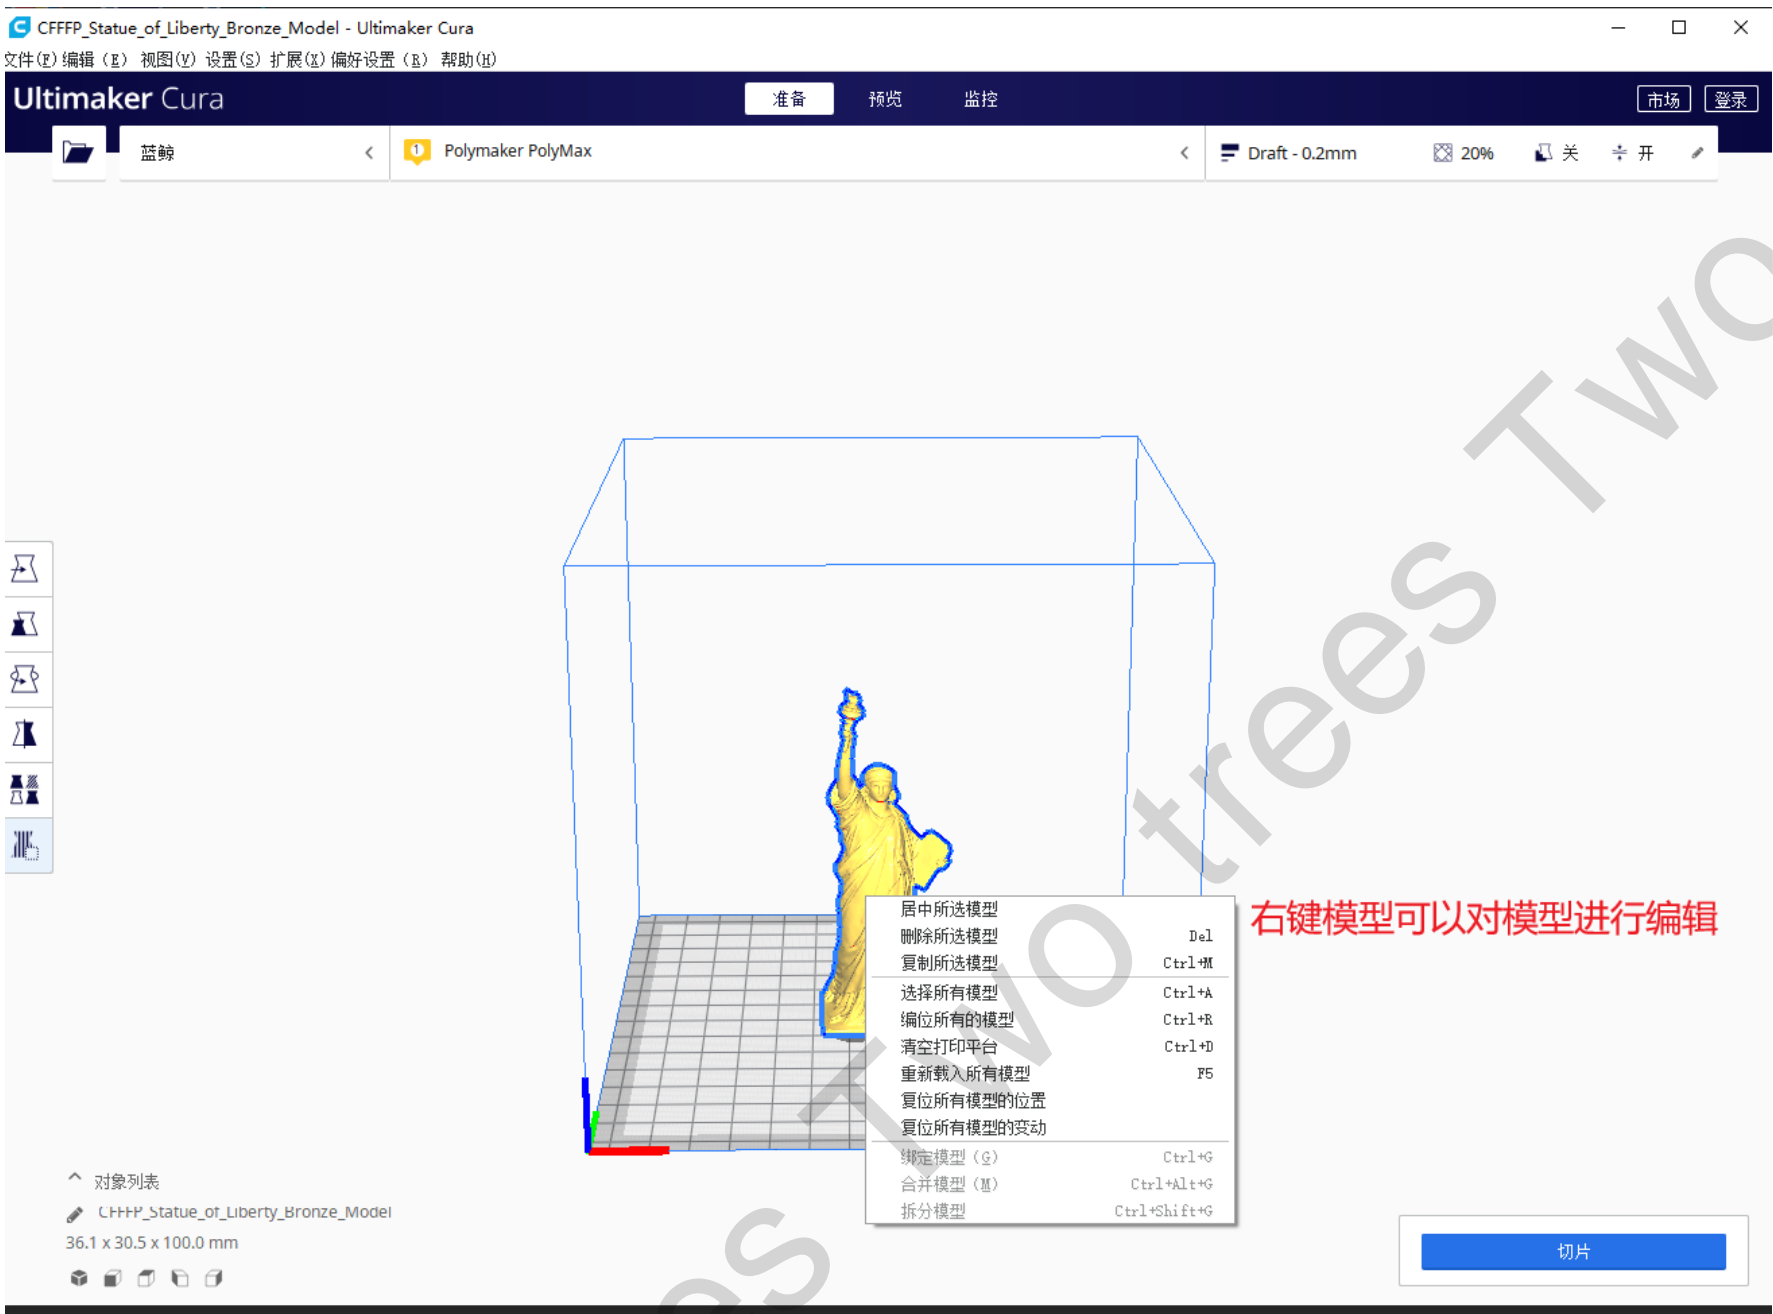 CFFFP_Statue_of_Liberty_Bronze_Model - Ultimaker Cura
文件(F) 编辑 (E) 视图(V) 设置(S) 扩展(X) 偏好设置 (R) 帮助(H)
Ultimaker Cura 准备 预览 监控 市场 登录
蓝鲸 1 Polymaker PolyMax Draft - 0.2mm 20% 关 开
居中所选模型
删除所选模型 Del
复制所选模型 Ctrl+M
选择所有模型 Ctrl+A
编位所有的模型 Ctrl+R
清空打印平台 Ctrl+D
重新载入所有模型 F5
复位所有模型的位置
复位所有模型的变动
绑定模型 (G) Ctrl+G
合并模型 (M) Ctrl+Alt+G
拆分模型 Ctrl+Shift+G
右键模型可以对模型进行编辑
对象列表
CFFFP_Statue_of_Liberty_Bronze_Model
36.1 x 30.5 x 100.0 mm
切片
Two trees Two
es